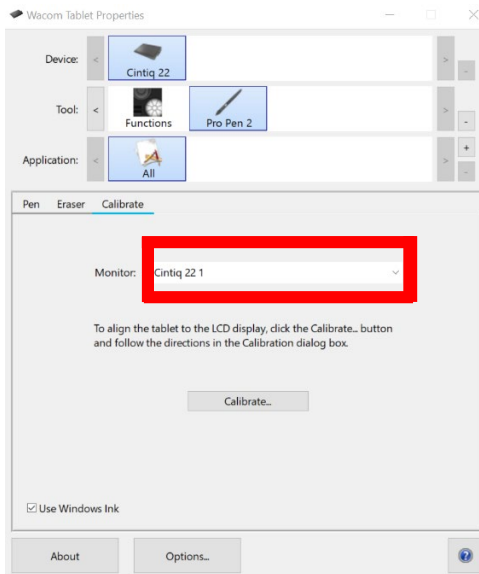 Wacom Tablet Properties
Device:
Cintiq 22
Tool:
Functions
Pro Pen 2
Application:
All
Pen Eraser Calibrate
Monitor: Cintiq 22 1
To align the tablet to the LCD display, click the Calibrate... button
and follow the directions in the Calibration dialog box.
Calibrate...
Use Windows Ink
About Options...